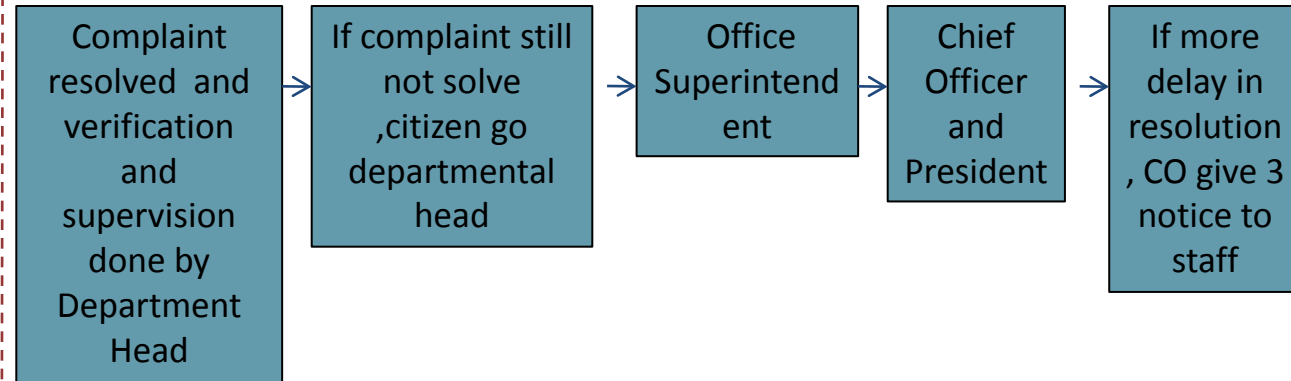 Complaint
resolved and
verification
and
supervision
done by
Department
Head
If complaint still
not solve
,citizen go
departmental
head
Office
Superintend
ent
Chief
Officer
and
President
If more
delay in
resolution
, CO give 3
notice to
staff